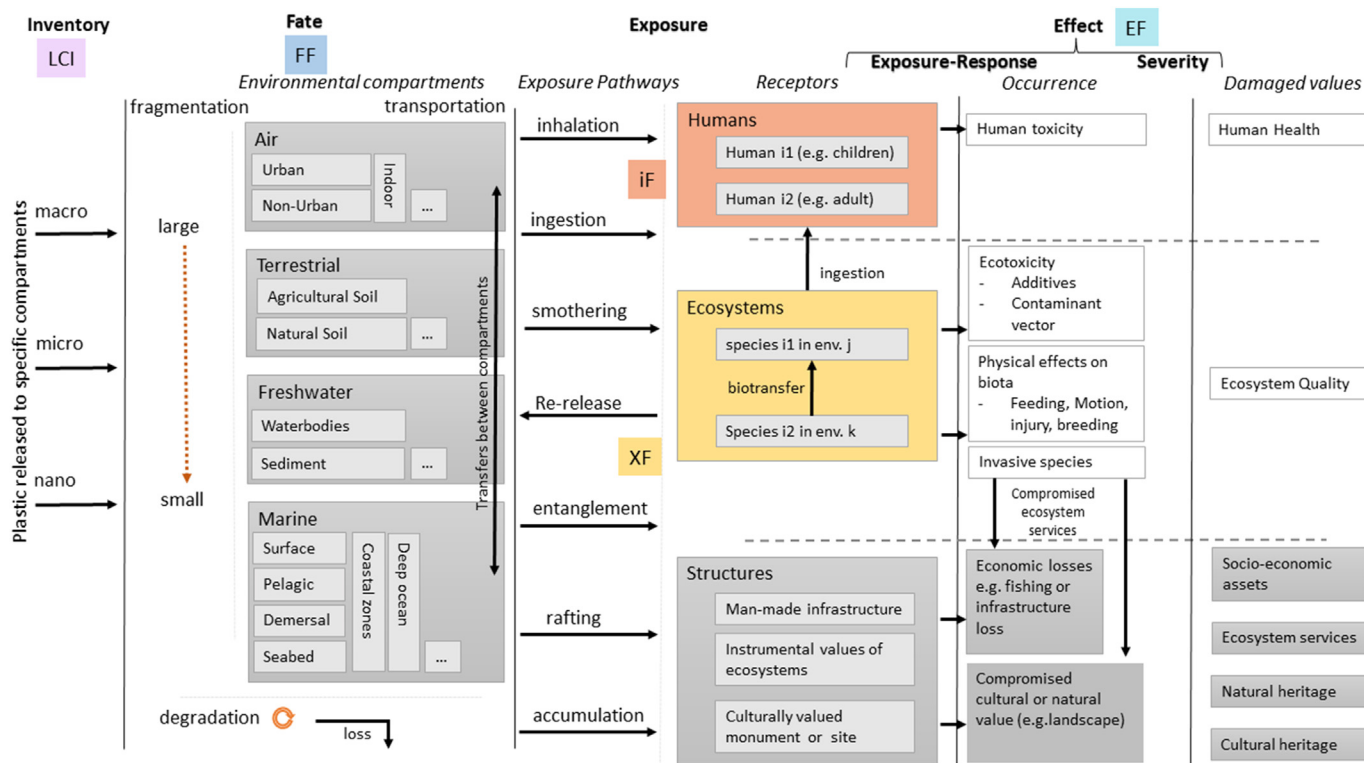 Inventory
LCI
Fate
FF
Exposure
Effect
EF
Exposure-Response
Severity
Environmental compartments
Exposure Pathways
Receptors
Occurrence
Damaged values
fragmentation
transportation
Plastic released to specific compartments
macro
micro
nano
large
small
Air
Urban
Non-Urban
Indoor
...
Terrestrial
Agricultural Soil
Natural Soil
...
Freshwater
Waterbodies
Sediment
...
Marine
Surface
Pelagic
Demersal
Seabed
Coastal zones
Deep ocean
...
Transfers between compartments
degradation
loss
inhalation
iF
ingestion
smothering
Re-release
XF
entanglement
rafting
accumulation
Humans
Human i1 (e.g. children)
Human i2 (e.g. adult)
ingestion
Ecosystems
species i1 in env. j
biotransfer
Species i2 in env. k
Structures
Man-made infrastructure
Instrumental values of
ecosystems
Culturally valued
monument or site
Human toxicity
Ecotoxicity
- Additives
- Contaminant
vector
Physical effects on
biota
- Feeding, Motion,
injury, breeding
Invasive species
Compromised
ecosystem
services
Economic losses
e.g. fishing or
infrastructure
loss
Compromised
cultural or natural
value (e.g.landscape)
Human Health
Ecosystem Quality
Socio-economic
assets
Ecosystem services
Natural heritage
Cultural heritage